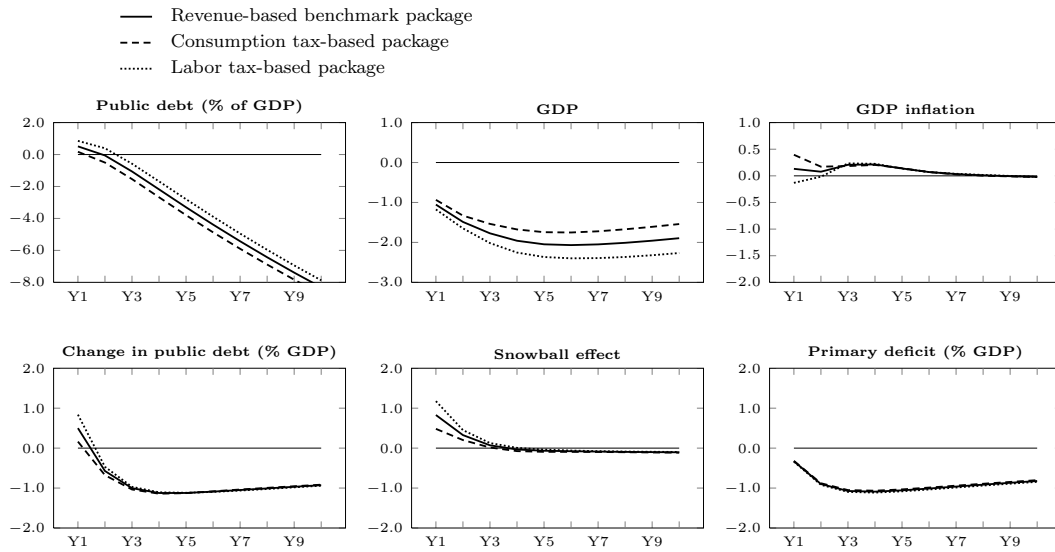 Revenue-based benchmark package
Consumption tax-based package
Labor tax-based package
Public debt (% of GDP)
2.0
0.0
−2.0
−4.0
−6.0
−8.0
Y1 Y3 Y5 Y7 Y9
GDP
1.0
0.0
−1.0
−2.0
−3.0
Y1 Y3 Y5 Y7 Y9
GDP inflation
1.0
0.5
0.0
−0.5
−1.0
−1.5
−2.0
Y1 Y3 Y5 Y7 Y9
Change in public debt (% GDP)
2.0
1.0
0.0
−1.0
−2.0
Y1 Y3 Y5 Y7 Y9
Snowball effect
2.0
1.0
0.0
−1.0
−2.0
Y1 Y3 Y5 Y7 Y9
Primary deficit (% GDP)
2.0
1.0
0.0
−1.0
−2.0
Y1 Y3 Y5 Y7 Y9